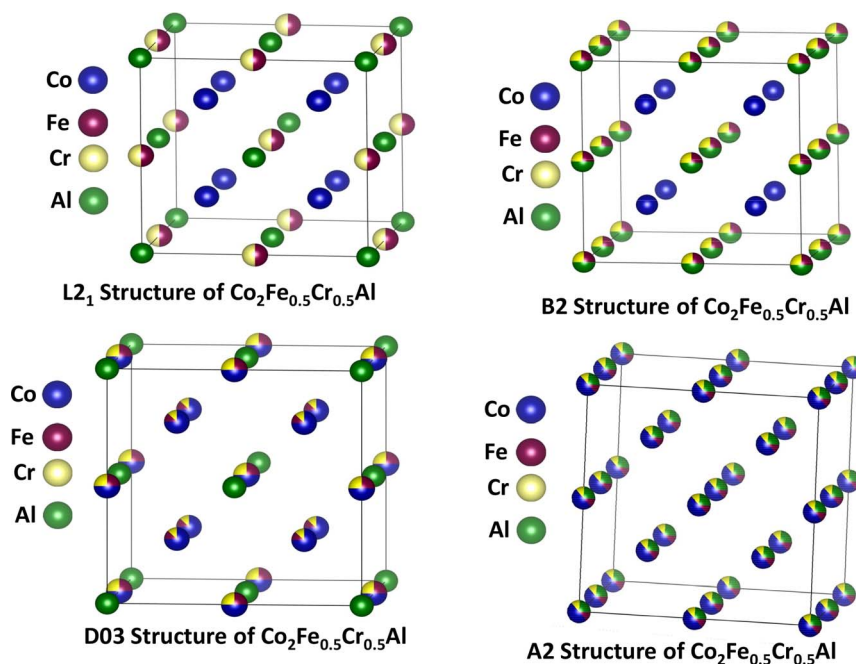 Co
Fe
Cr
Al
L2₁ Structure of Co₂Fe₀.₅Cr₀.₅Al
Co
Fe
Cr
Al
B2 Structure of Co₂Fe₀.₅Cr₀.₅Al
Co
Fe
Cr
Al
D03 Structure of Co₂Fe₀.₅Cr₀.₅Al
Co
Fe
Cr
Al
A2 Structure of Co₂Fe₀.₅Cr₀.₅Al